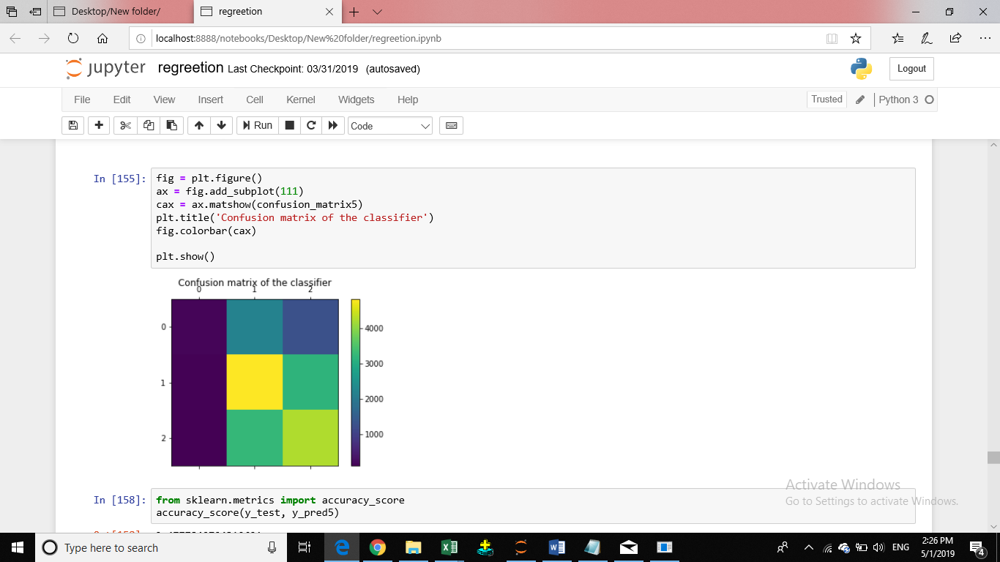 Desktop/New folder/
regreetion
localhost:8888/notebooks/Desktop/New%20folder/regreetion.ipynb
jupyter regreetion Last Checkpoint: 03/31/2019 (autosaved)
Logout
File Edit View Insert Cell Kernel Widgets Help
Trusted
Python 3
Run
Code
In [155]:
fig = plt.figure()
ax = fig.add_subplot(111)
cax = ax.matshow(confusion_matrix5)
plt.title('Confusion matrix of the classifier')
fig.colorbar(cax)
plt.show()
Confusion matrix of the classifier
0 1 2
0
1
2
4000
3000
2000
1000
In [158]:
from sklearn.metrics import accuracy_score
accuracy_score(y_test, y_pred5)
Activate Windows
Go to Settings to activate Windows.
Type here to search
ENG
2:26 PM
5/1/2019
4